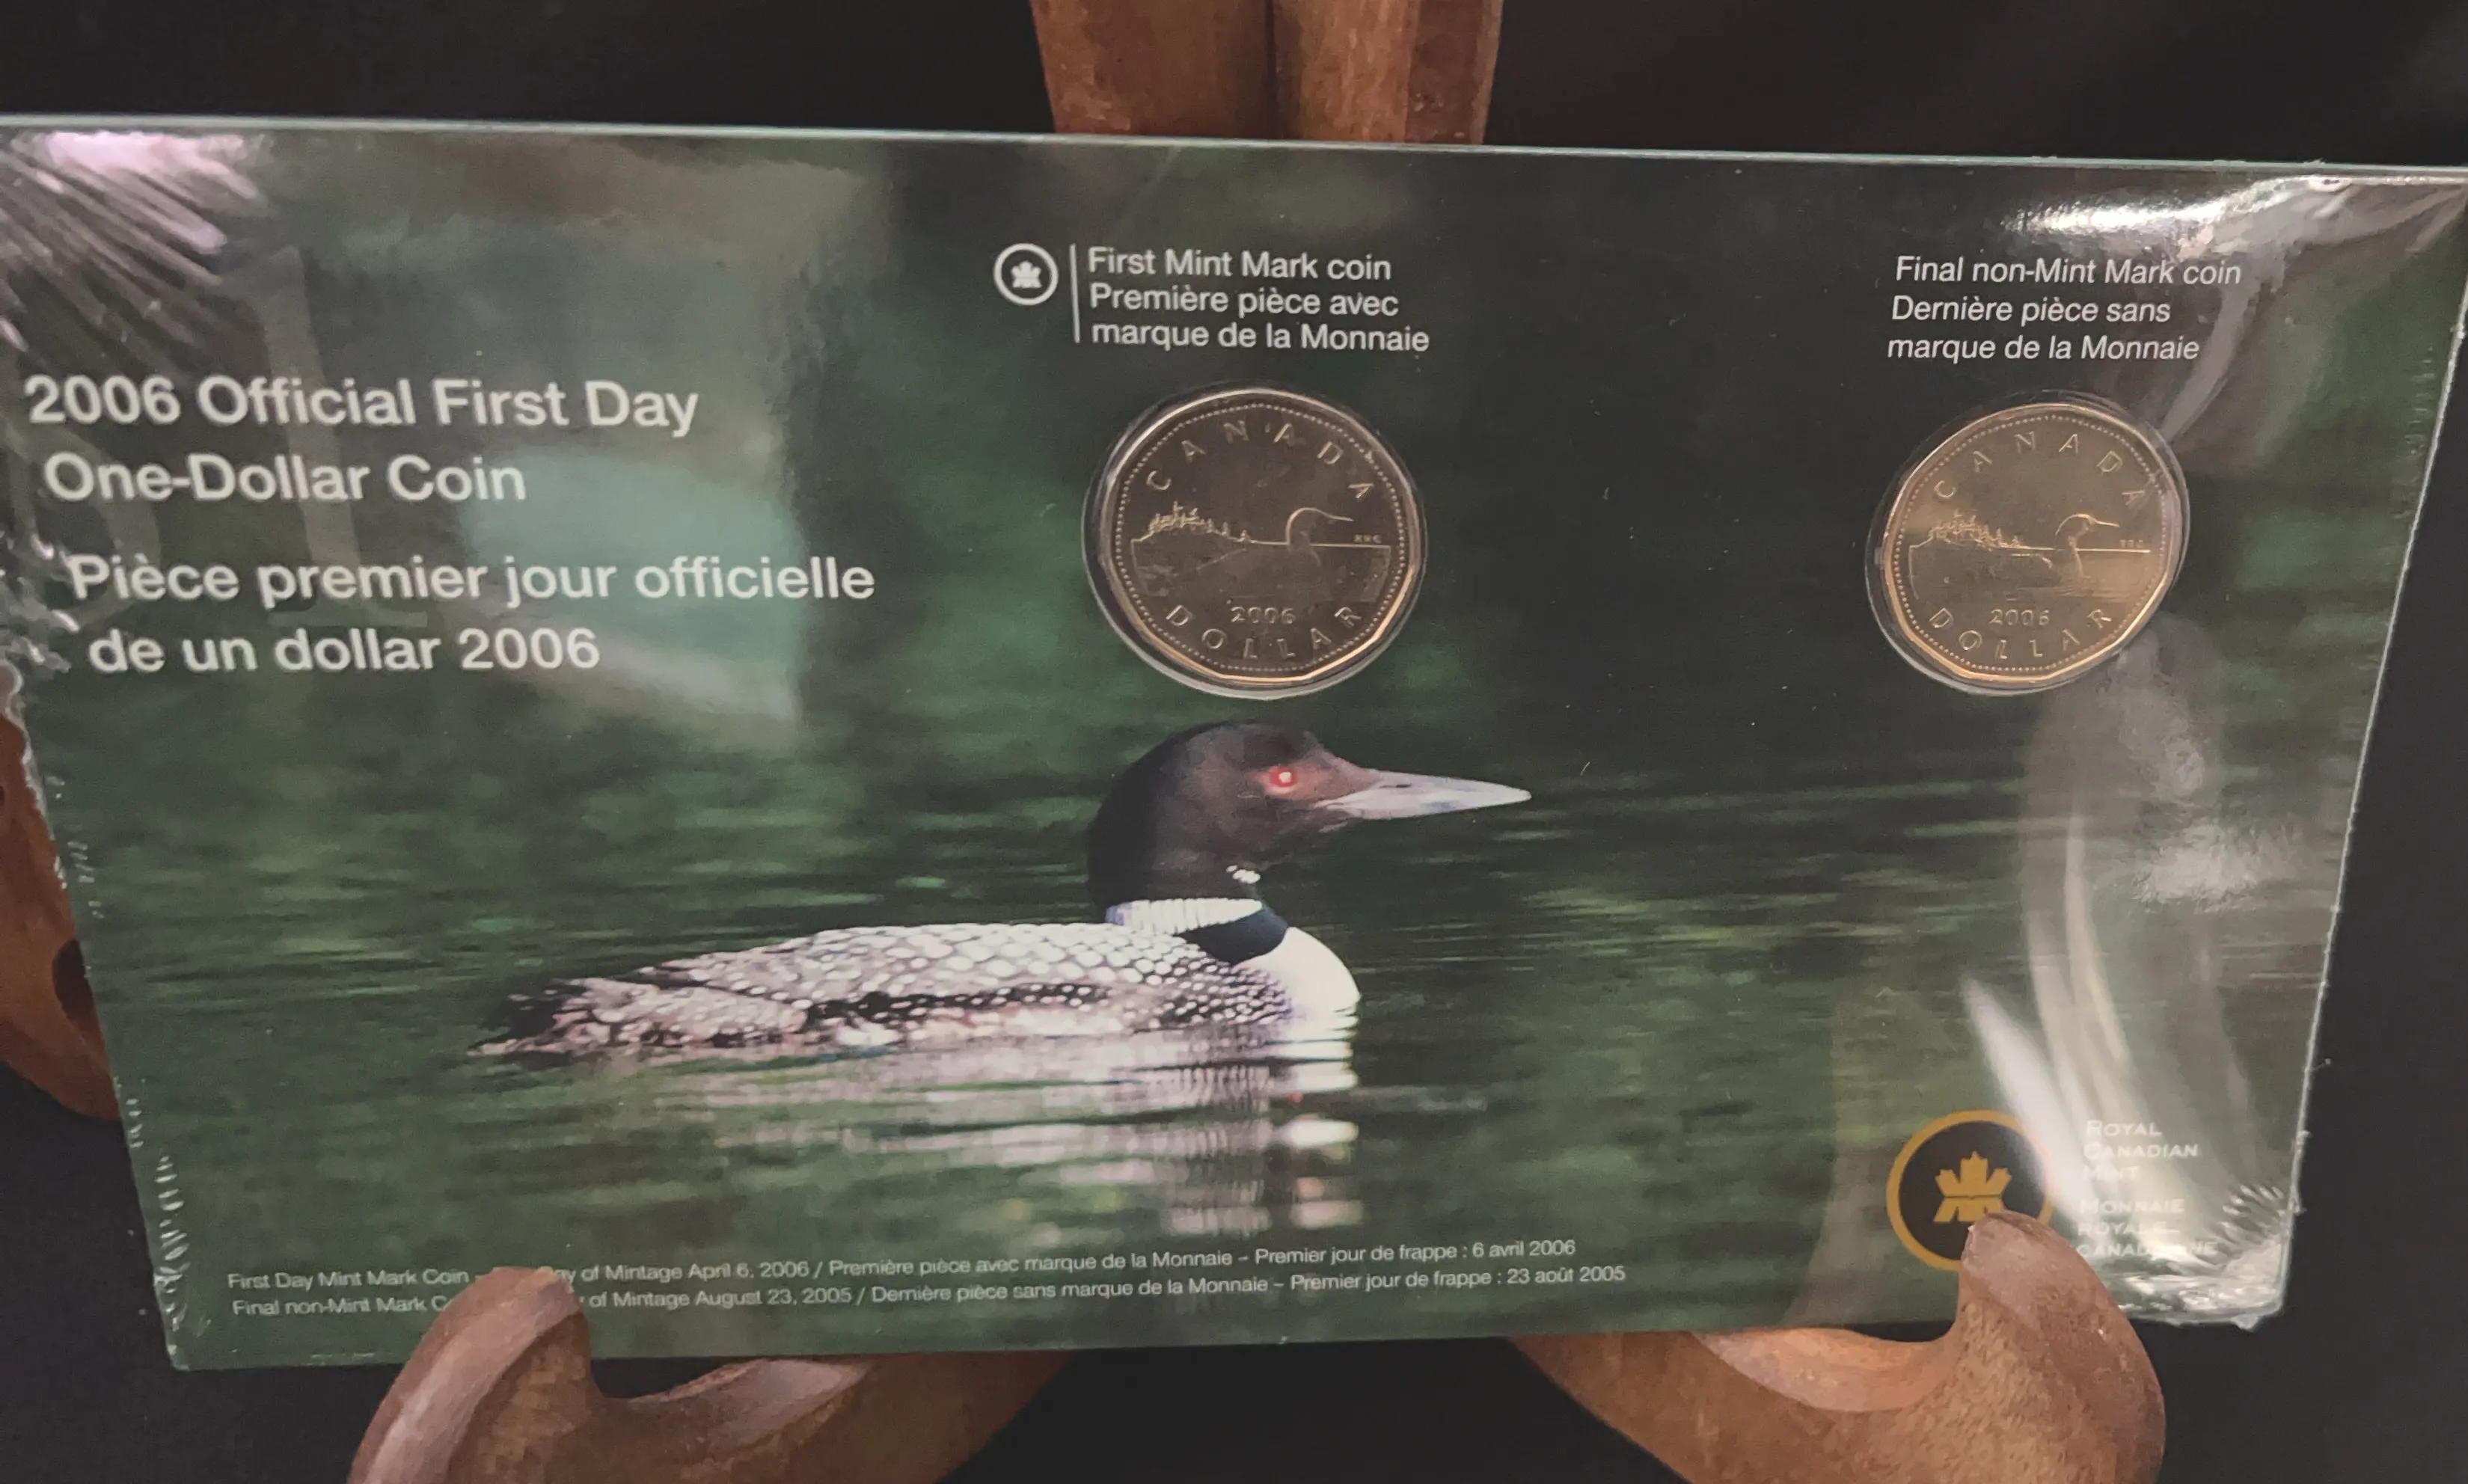 First Mint Mark coin
Première pièce avec
marque de la Monnaie
Final non-Mint Mark coin
Dernière pièce sans
marque de la Monnaie
2006 Official First Day
One-Dollar Coin
Pièce premier jour officielle
de un dollar 2006
CANADA
2006
DOLLAR
CANADA
2006
DOLLAR
ROYAL
CANADIAN
MINT
MONNAIE
ROYALE
First Day Mint Mark Coin - of Mintage April 6, 2006 / Première pièce avec marque de la Monnaie – Premier jour de frappe : 6 avril 2006
Final non-Mint Mark of Mintage August 23, 2005 / Dernière pièce sans marque de la Monnaie – Premier jour de frappe : 23 août 2005